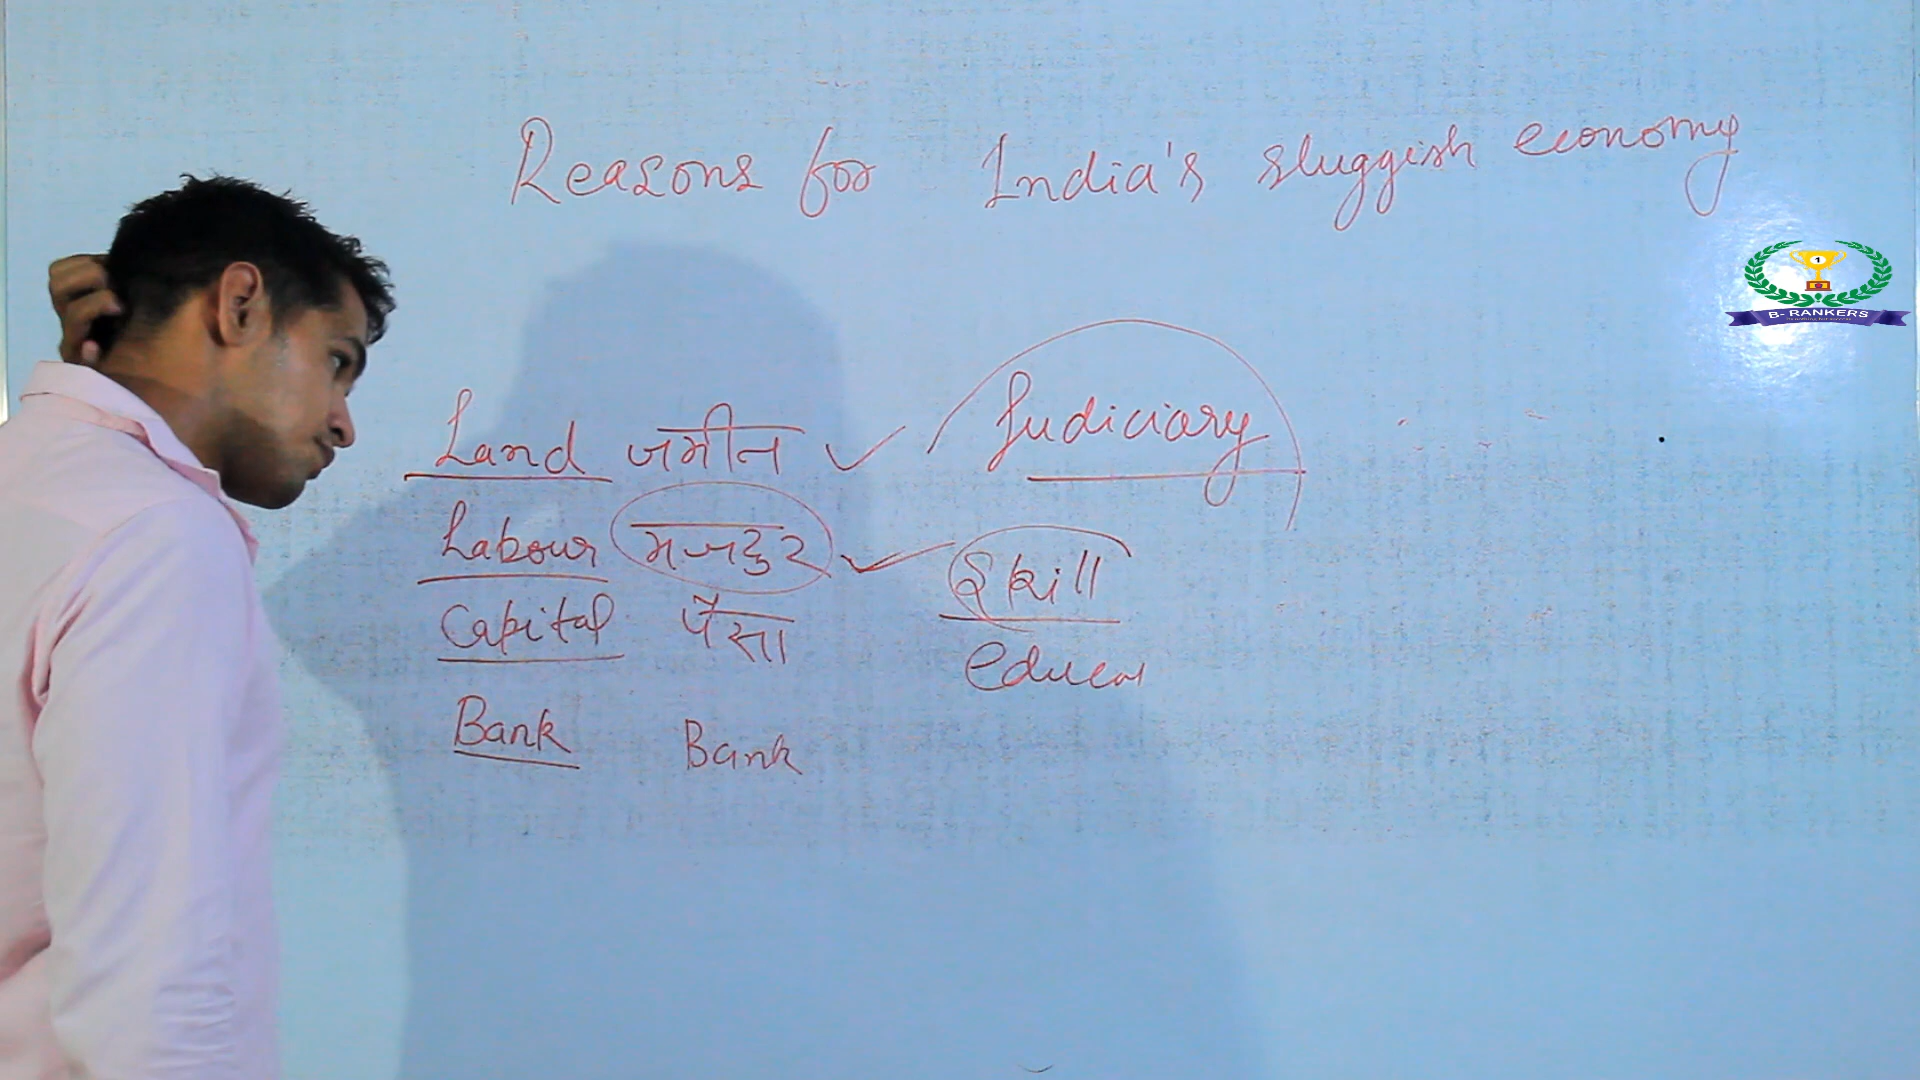 Reasons for India's sluggish economy
B- RANKERS
Land जमीन Judiciary
Labour मजदुर Skill
Capital पैसा educa
Bank Bank